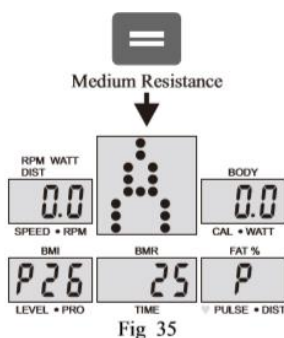 Medium Resistance
RPM WATT
DIST
0.0
SPEED • RPM
BODY
0.0
CAL • WATT
BMI
P26
LEVEL • PRO
BMR
25
TIME
FAT %
P
♥ PULSE • DIST
Fig 35